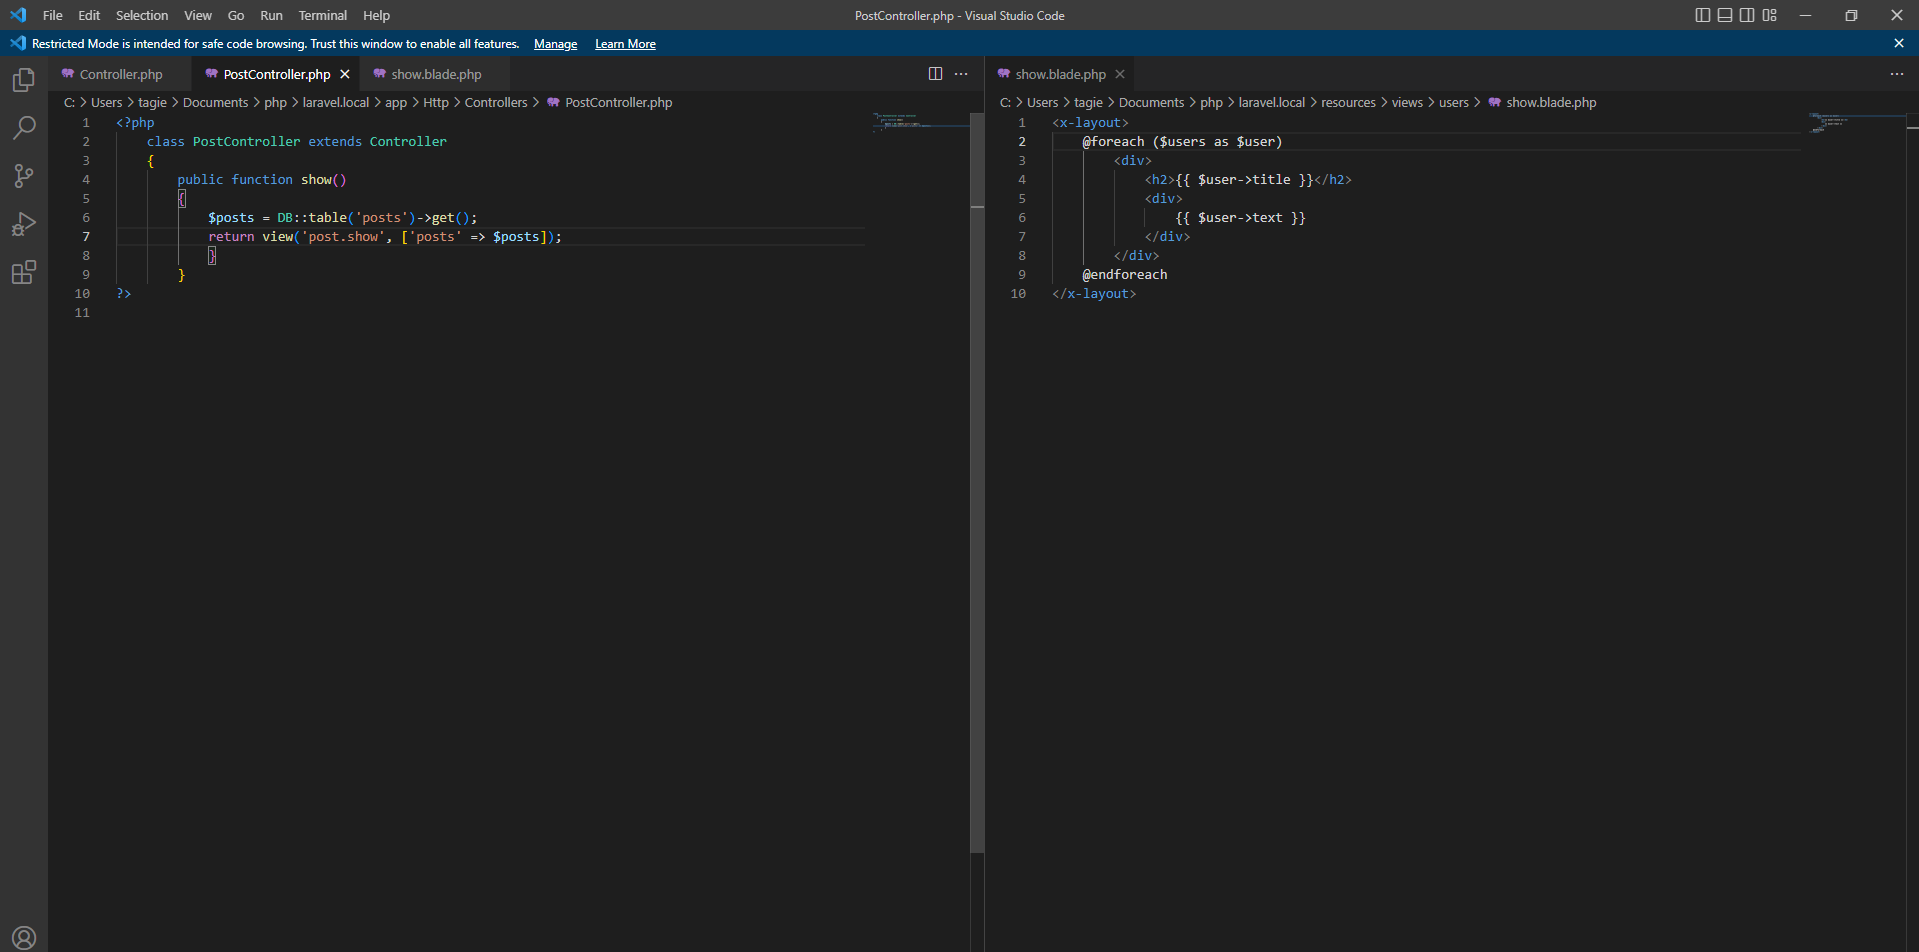 File Edit Selection View Go Run Terminal Help
PostController.php - Visual Studio Code
Restricted Mode is intended for safe code browsing. Trust this window to enable all features. Manage Learn More
Controller.php PostController.php show.blade.php
C: > Users > tagie > Documents > php > laravel.local > app > Http > Controllers > PostController.php
1 <?php
2     class PostController extends Controller
3     {
4         public function show()
5         {
6             $posts = DB::table('posts')->get();
7             return view('post.show', ['posts' => $posts]);
8             }
9         }
10 ?>
11
show.blade.php
C: > Users > tagie > Documents > php > laravel.local > resources > views > users > show.blade.php
1 <x-layout>
2     @foreach ($users as $user)
3         <div>
4             <h2>{{ $user->title }}</h2>
5             <div>
6                 {{ $user->text }}
7             </div>
8         </div>
9     @endforeach
10 </x-layout>